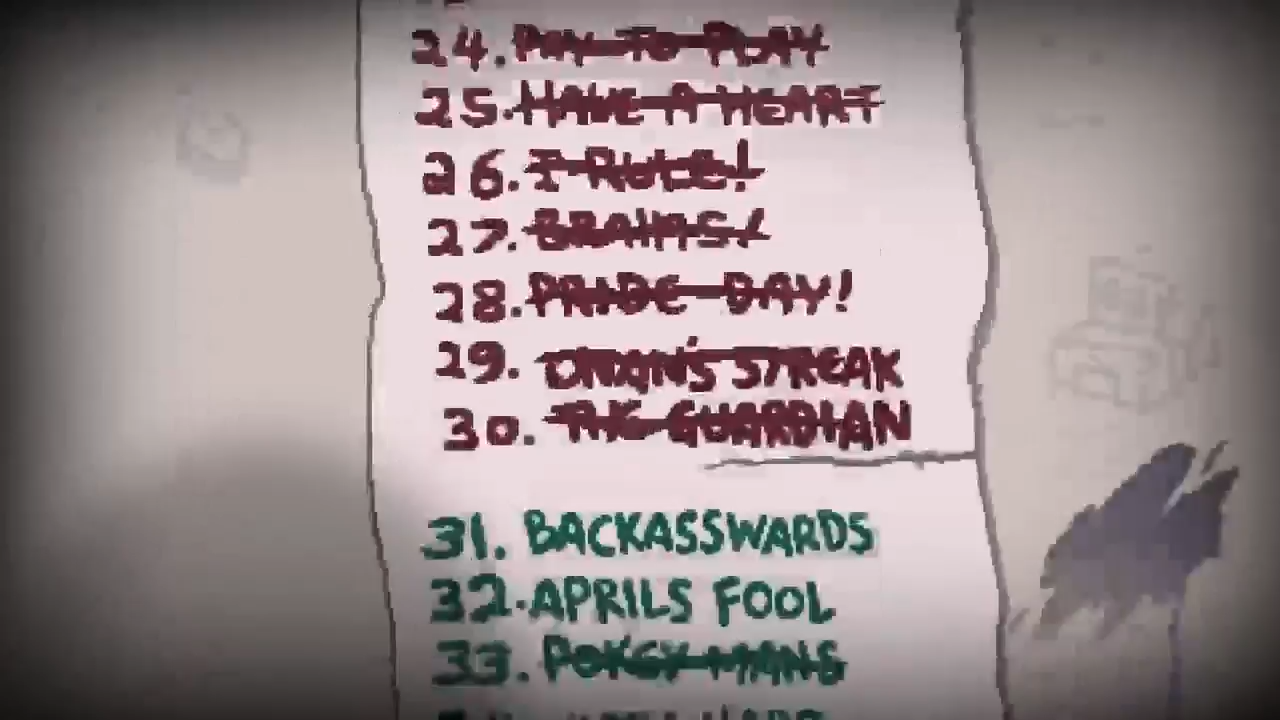 24. PAY TO PLAY
25. HAVE A HEART
26. I RULE!
27. BRAINS!
28. PRIDE DAY!
29. ONAN'S STREAK
30. THE GUARDIAN
31. BACKASSWARDS
32. APRILS FOOL
33. POKEY MANS